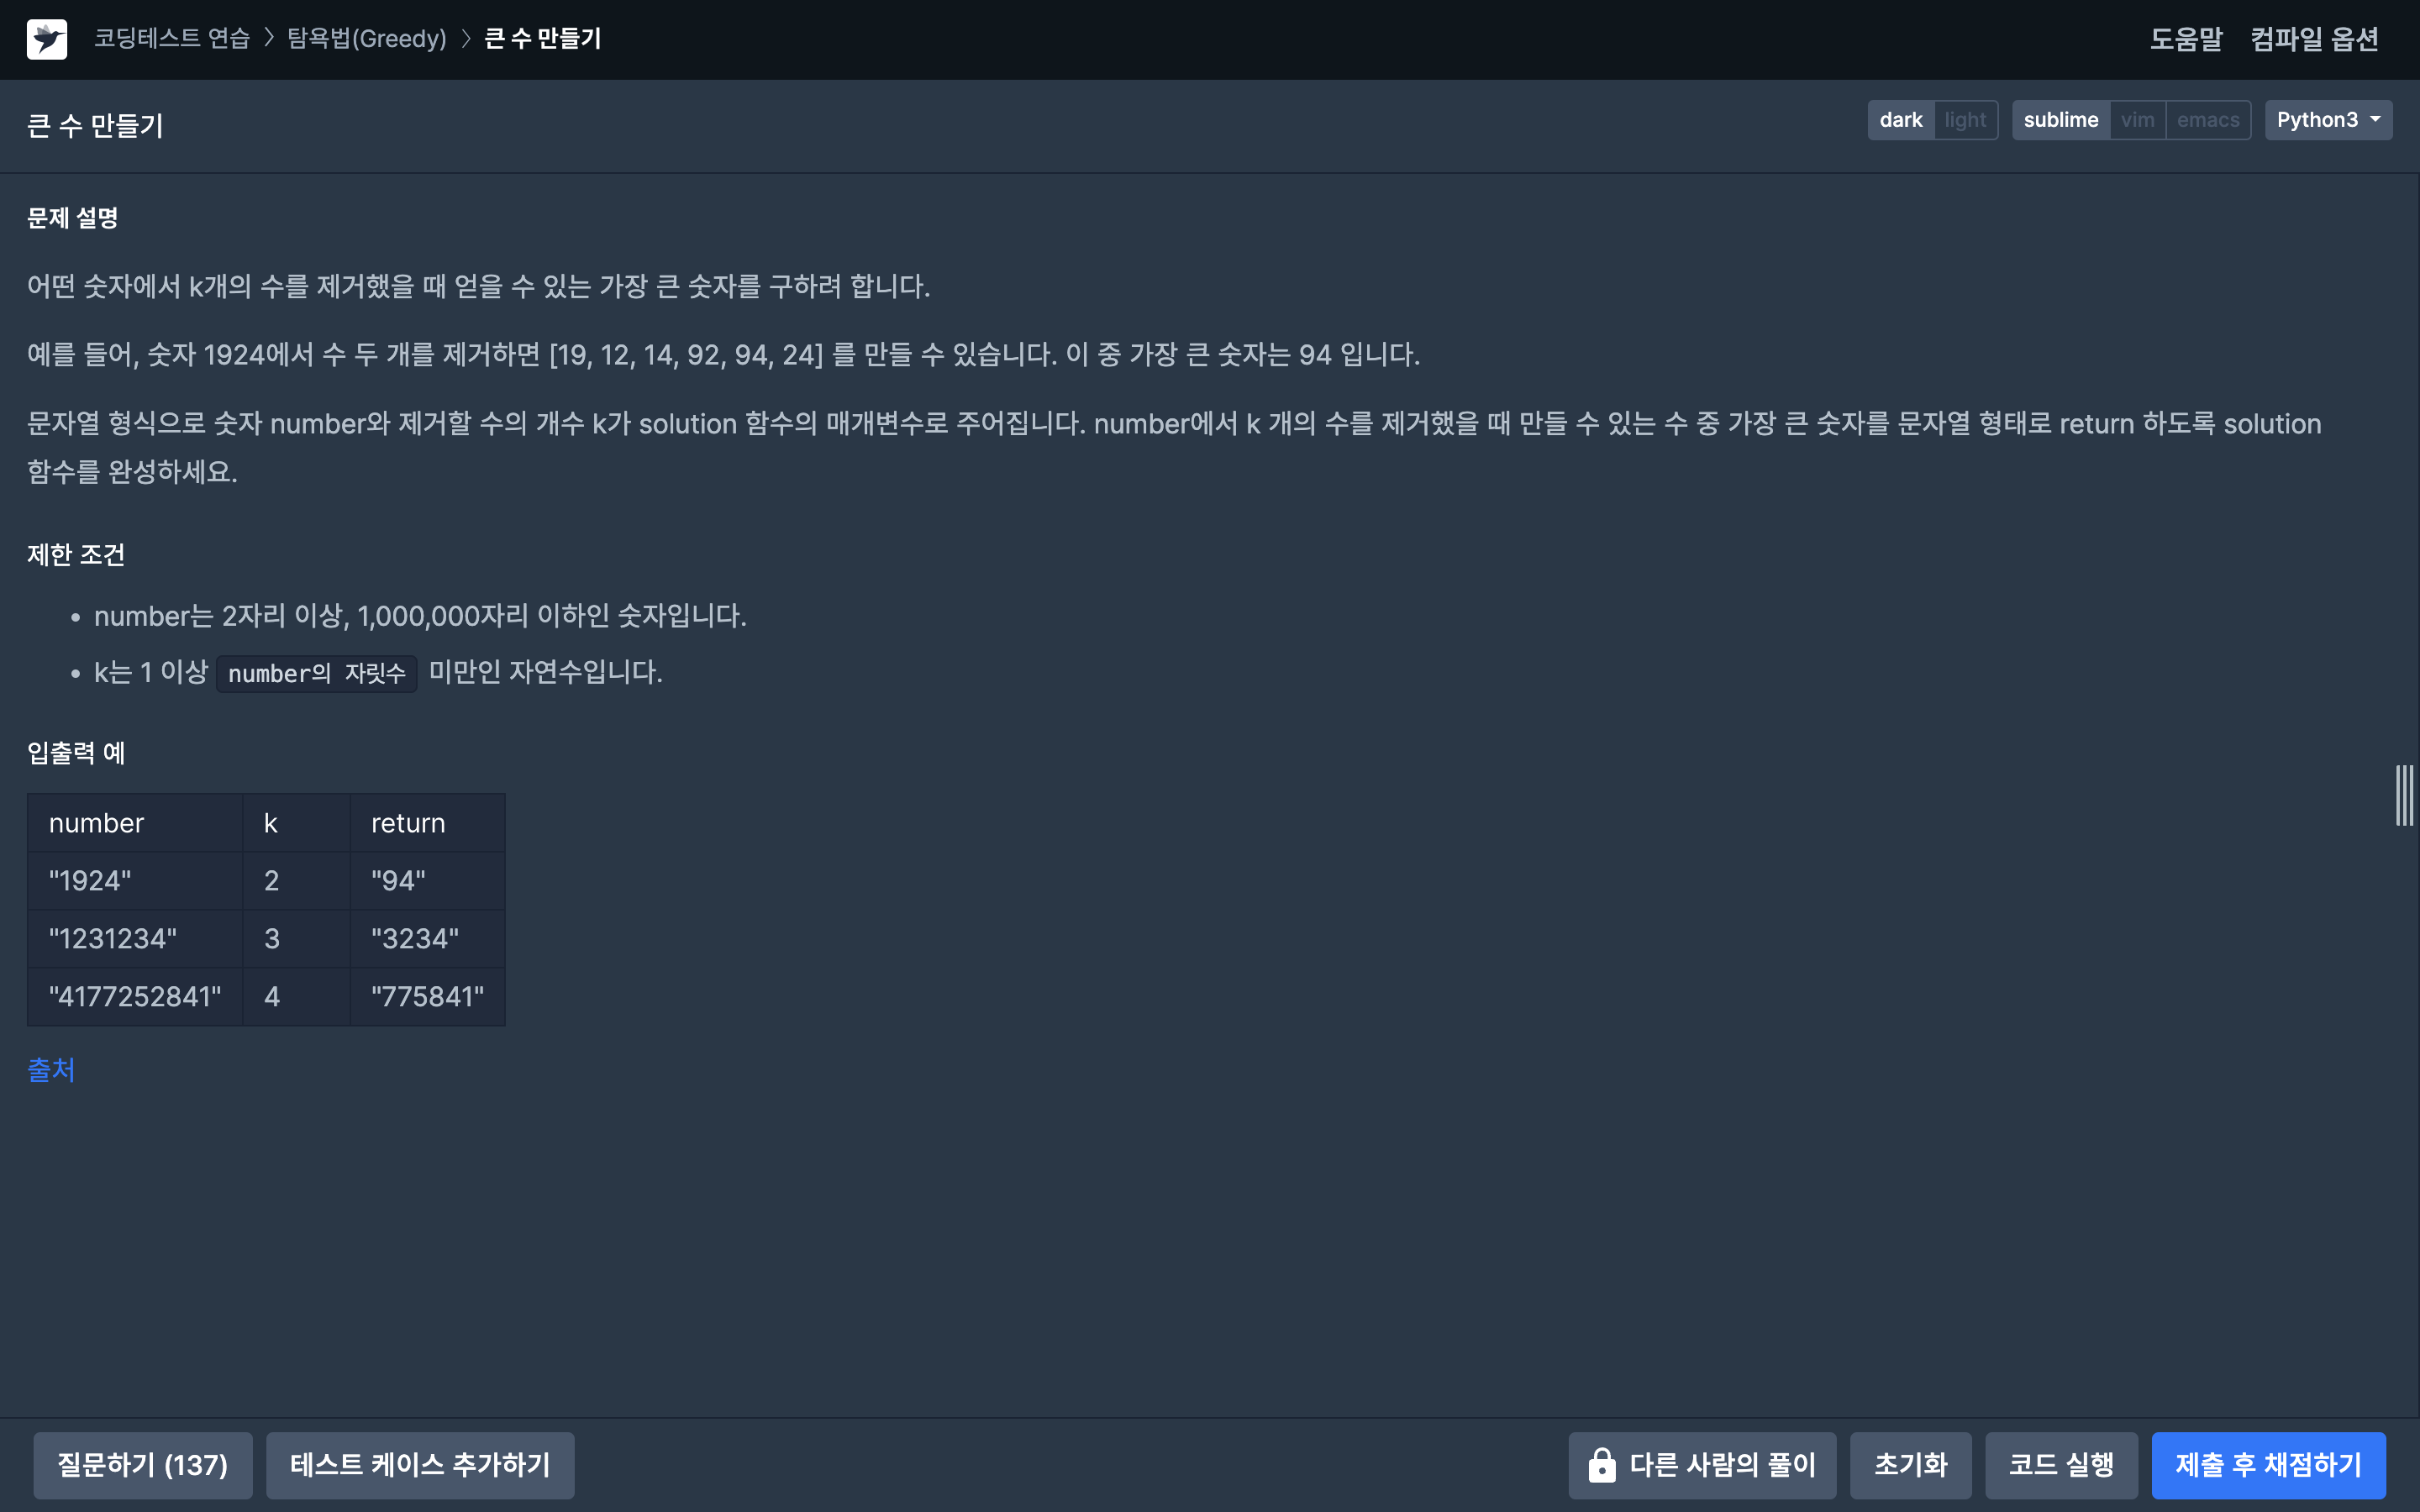 코딩테스트 연습 > 탐욕법(Greedy) > 큰 수 만들기 도움말 컴파일 옵션
큰 수 만들기 dark light sublime vim emacs Python3
문제 설명
어떤 숫자에서 k개의 수를 제거했을 때 얻을 수 있는 가장 큰 숫자를 구하려 합니다.
예를 들어, 숫자 1924에서 수 두 개를 제거하면 [19, 12, 14, 92, 94, 24] 를 만들 수 있습니다. 이 중 가장 큰 숫자는 94 입니다.
문자열 형식으로 숫자 number와 제거할 수의 개수 k가 solution 함수의 매개변수로 주어집니다. number에서 k 개의 수를 제거했을 때 만들 수 있는 수 중 가장 큰 숫자를 문자열 형태로 return 하도록 solution
함수를 완성하세요.
제한 조건
• number는 2자리 이상, 1,000,000자리 이하인 숫자입니다.
• k는 1 이상 number의 자릿수 미만인 자연수입니다.
입출력 예
number k return
"1924" 2 "94"
"1231234" 3 "3234"
"4177252841" 4 "775841"
출처
질문하기 (137) 테스트 케이스 추가하기 다른 사람의 풀이 초기화 코드 실행 제출 후 채점하기